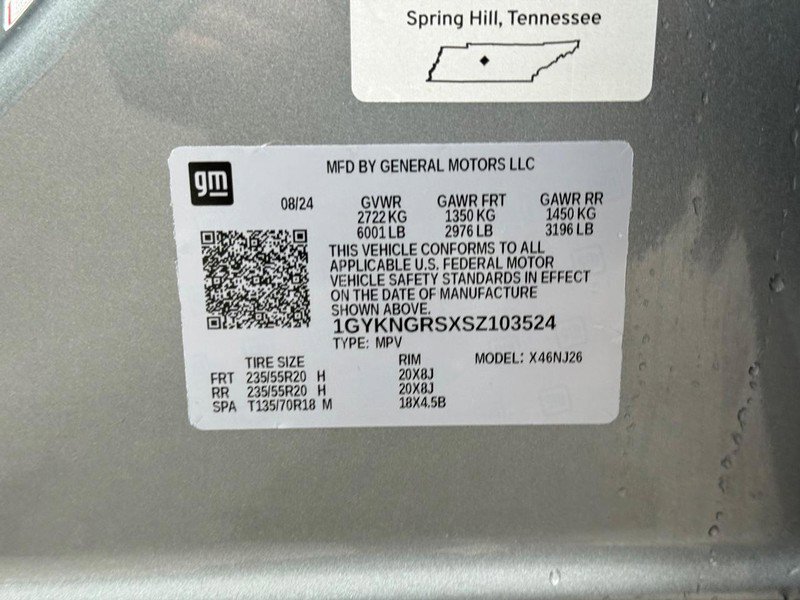 Spring Hill, Tennessee
gm
MFD BY GENERAL MOTORS LLC
08/24 GVWR GAWR FRT GAWR RR
2722 KG 1350 KG 1450 KG
6001 LB 2976 LB 3196 LB
THIS VEHICLE CONFORMS TO ALL
APPLICABLE U.S. FEDERAL MOTOR
VEHICLE SAFETY STANDARDS IN EFFECT
ON THE DATE OF MANUFACTURE
SHOWN ABOVE.
1GYKNGRSXSZ103524
TYPE: MPV
TIRE SIZE RIM MODEL: X46NJ26
FRT 235/55R20 H 20X8J
RR 235/55R20 H 20X8J
SPA T135/70R18 M 18X4.5B